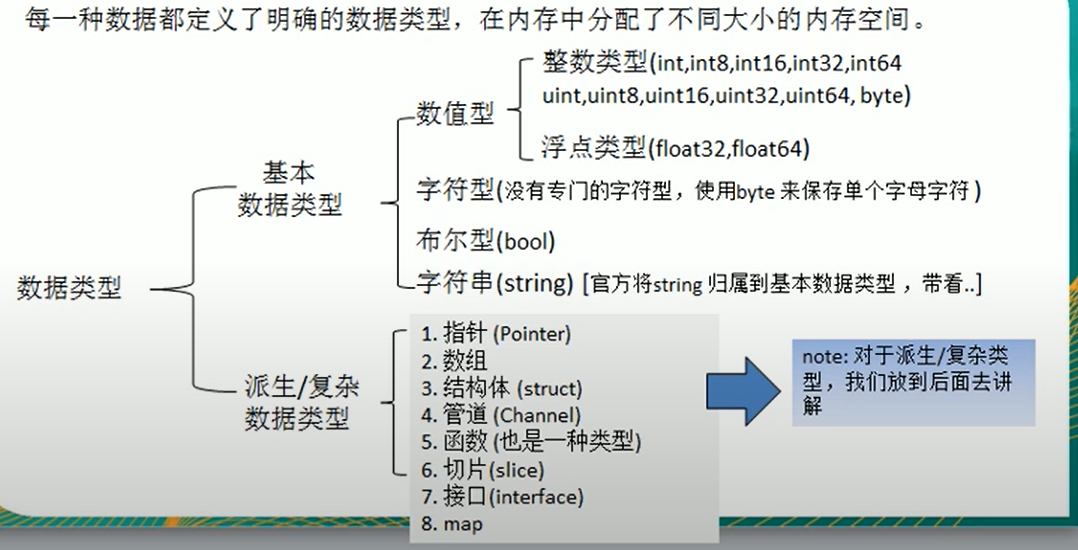 每一种数据都定义了明确的数据类型，在内存中分配了不同大小的内存空间。
整数类型(int,int8,int16,int32,int64
uint,uint8,uint16,uint32,uint64, byte)
数值型
浮点类型(float32,float64)
基本
数据类型
字符型(没有专门的字符型，使用byte 来保存单个字母字符)
布尔型(bool)
字符串(string) [官方将string 归属到基本数据类型 ，带看..]
数据类型
派生/复杂
数据类型
1. 指针 (Pointer)
2. 数组
3. 结构体 (struct)
4. 管道 (Channel)
5. 函数 (也是一种类型)
6. 切片(slice)
7. 接口(interface)
8. map
note: 对于派生/复杂类
型，我们放到后面去讲
解